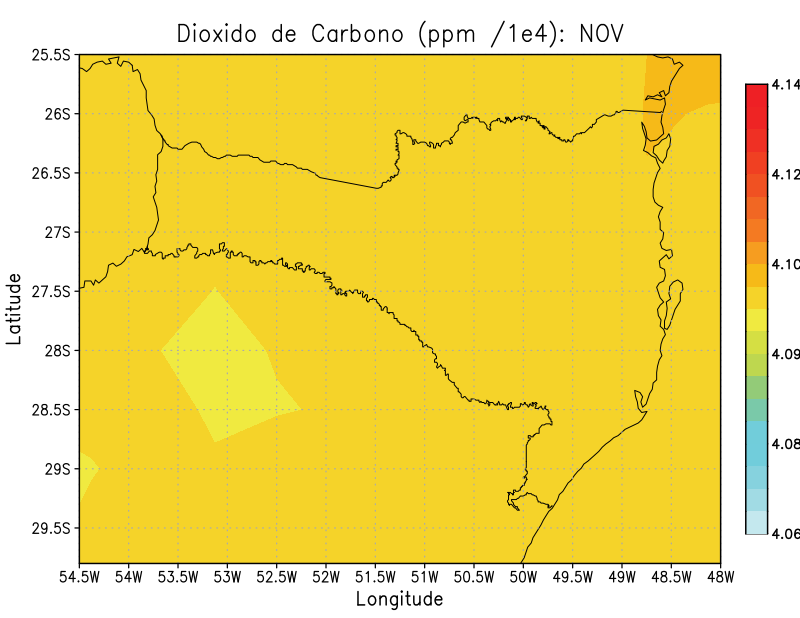 Dioxido de Carbono (ppm /1e4): NOV
25.5S
26S
26.5S
27S
27.5S
28S
28.5S
29S
29.5S
Latitude
54.5W 54W 53.5W 53W 52.5W 52W 51.5W 51W 50.5W 50W 49.5W 49W 48.5W 48W
Longitude
4.14
4.12
4.10
4.09
4.08
4.06